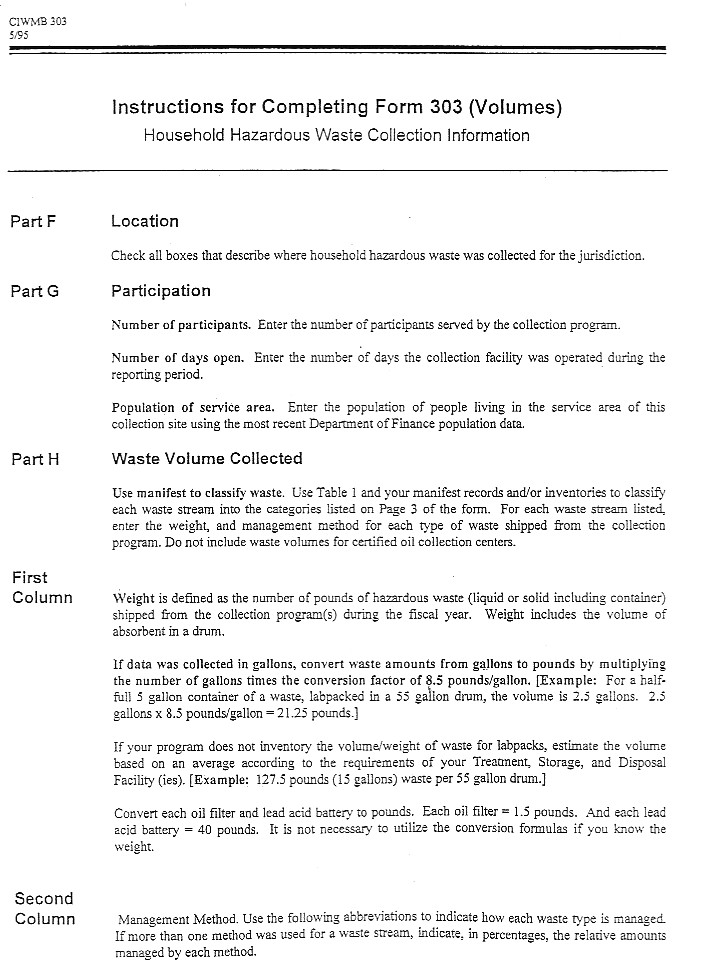 CIWMB 303
5/95
Instructions for Completing Form 303 (Volumes)
Household Hazardous Waste Collection Information
Part F Location
Check all boxes that describe where household hazardous waste was collected for the jurisdiction.
Part G Participation
Number of participants. Enter the number of participants served by the collection program.
Number of days open. Enter the number of days the collection facility was operated during the
reporting period.
Population of service area. Enter the population of people living in the service area of this
collection site using the most recent Department of Finance population data.
Part H Waste Volume Collected
Use manifest to classify waste. Use Table 1 and your manifest records and/or inventories to classify
each waste stream into the categories listed on Page 3 of the form. For each waste stream listed,
enter the weight, and management method for each type of waste shipped from the collection
program. Do not include waste volumes for certified oil collection centers.
First
Column
Weight is defined as the number of pounds of hazardous waste (liquid or solid including container)
shipped from the collection program(s) during the fiscal year. Weight includes the volume of
absorbent in a drum.
If data was collected in gallons, convert waste amounts from gallons to pounds by multiplying
the number of gallons times the conversion factor of 8.5 pounds/gallon. [Example: For a half-
full 5 gallon container of a waste, labpacked in a 55 gallon drum, the volume is 2.5 gallons. 2.5
gallons x 8.5 pounds/gallon = 21.25 pounds.]
If your program does not inventory the volume/weight of waste for labpacks, estimate the volume
based on an average according to the requirements of your Treatment, Storage, and Disposal
Facility (ies). [Example: 127.5 pounds (15 gallons) waste per 55 gallon drum.]
Convert each oil filter and lead acid battery to pounds. Each oil filter = 1.5 pounds. And each lead
acid battery = 40 pounds. It is not necessary to utilize the conversion formulas if you know the
weight.
Second
Column
Management Method. Use the following abbreviations to indicate how each waste type is managed.
If more than one method was used for a waste stream, indicate, in percentages, the relative amounts
managed by each method.